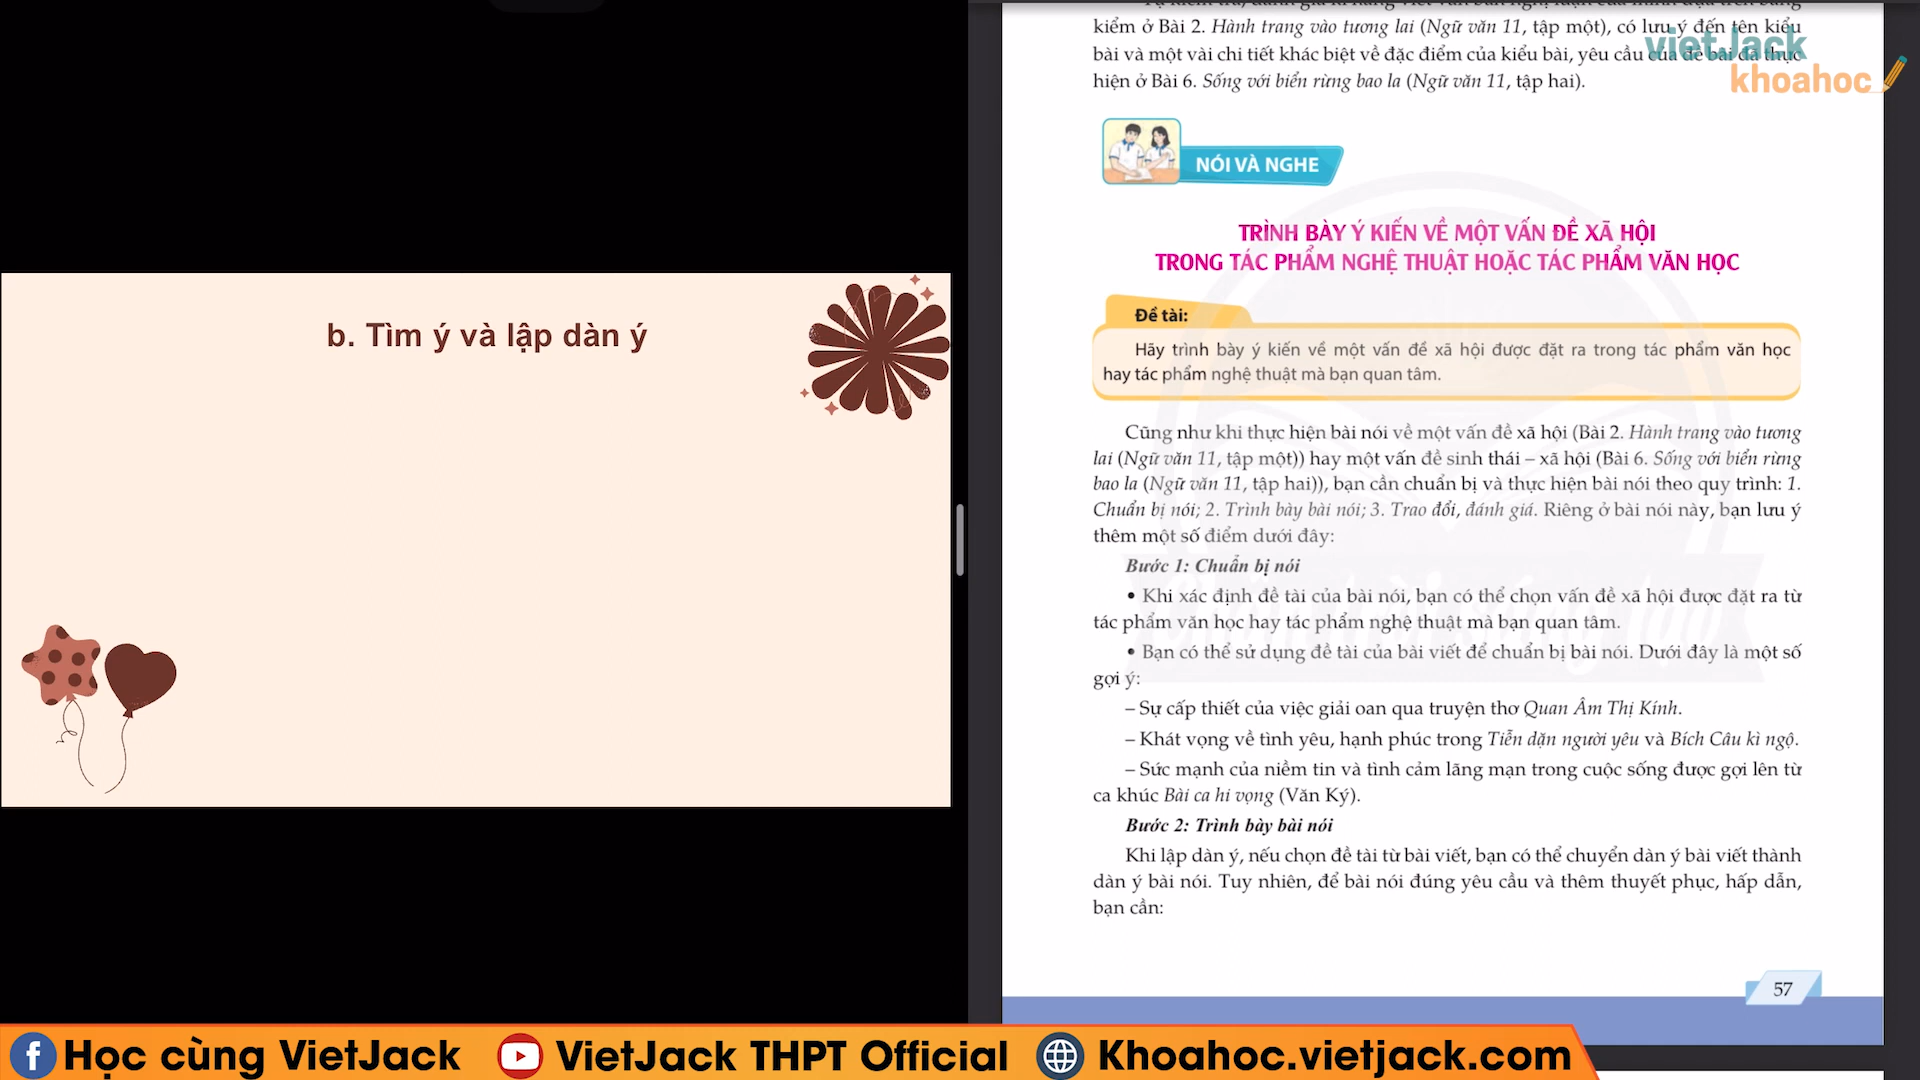 b. Tìm ý và lập dàn ý
kiểm ở Bài 2. Hành trang vào tương lai (Ngữ văn 11, tập một), có lưu ý đến tên kiểu
bài và một vài chi tiết khác biệt về đặc điểm của kiểu bài, yêu cầu của đề bài đã thực
hiện ở Bài 6. Sống với biển rừng bao la (Ngữ văn 11, tập hai).
vietJack
khoahoc
NÓI VÀ NGHE
TRÌNH BÀY Ý KIẾN VỀ MỘT VẤN ĐỀ XÃ HỘI
TRONG TÁC PHẨM NGHỆ THUẬT HOẶC TÁC PHẨM VĂN HỌC
Đề tài:
Hãy trình bày ý kiến về một vấn đề xã hội được đặt ra trong tác phẩm văn học
hay tác phẩm nghệ thuật mà bạn quan tâm.
Cũng như khi thực hiện bài nói về một vấn đề xã hội (Bài 2. Hành trang vào tương
lai (Ngữ văn 11, tập một)) hay một vấn đề sinh thái – xã hội (Bài 6. Sống với biển rừng
bao la (Ngữ văn 11, tập hai)), bạn cần chuẩn bị và thực hiện bài nói theo quy trình: 1.
Chuẩn bị nói; 2. Trình bày bài nói; 3. Trao đổi, đánh giá. Riêng ở bài nói này, bạn lưu ý
thêm một số điểm dưới đây:
Bước 1: Chuẩn bị nói
• Khi xác định đề tài của bài nói, bạn có thể chọn vấn đề xã hội được đặt ra từ
tác phẩm văn học hay tác phẩm nghệ thuật mà bạn quan tâm.
• Bạn có thể sử dụng đề tài của bài viết để chuẩn bị bài nói. Dưới đây là một số
gợi ý:
– Sự cấp thiết của việc giải oan qua truyện thơ Quan Âm Thị Kính.
– Khát vọng về tình yêu, hạnh phúc trong Tiễn dặn người yêu và Bích Câu kì ngộ.
– Sức mạnh của niềm tin và tình cảm lãng mạn trong cuộc sống được gợi lên từ
ca khúc Bài ca hi vọng (Văn Ký).
Bước 2: Trình bày bài nói
Khi lập dàn ý, nếu chọn đề tài từ bài viết, bạn có thể chuyển dàn ý bài viết thành
dàn ý bài nói. Tuy nhiên, để bài nói đúng yêu cầu và thêm thuyết phục, hấp dẫn,
bạn cần:
57
Học cùng VietJack
VietJack THPT Official
Khoahoc.vietjack.com